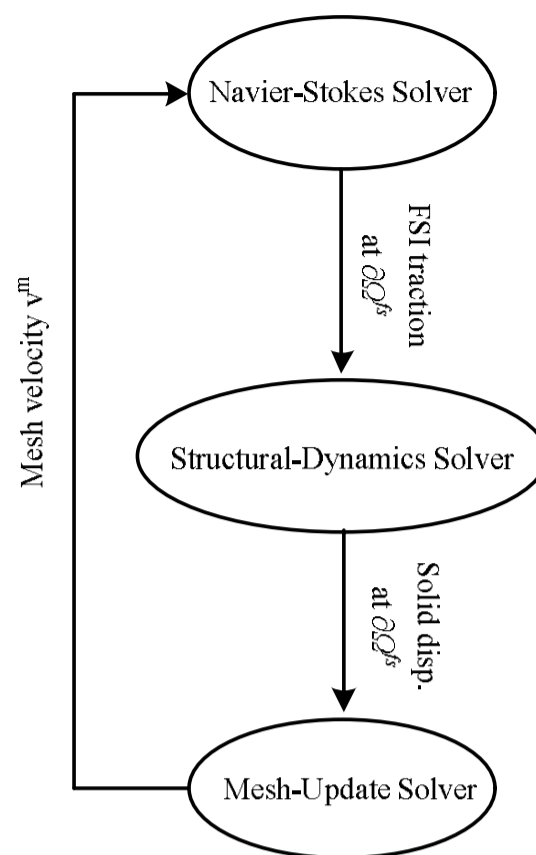 Navier-Stokes Solver
FSI traction
at ∂Ω^fs
Mesh velocity v^m
Structural-Dynamics Solver
Solid disp.
at ∂Ω^fs
Mesh-Update Solver